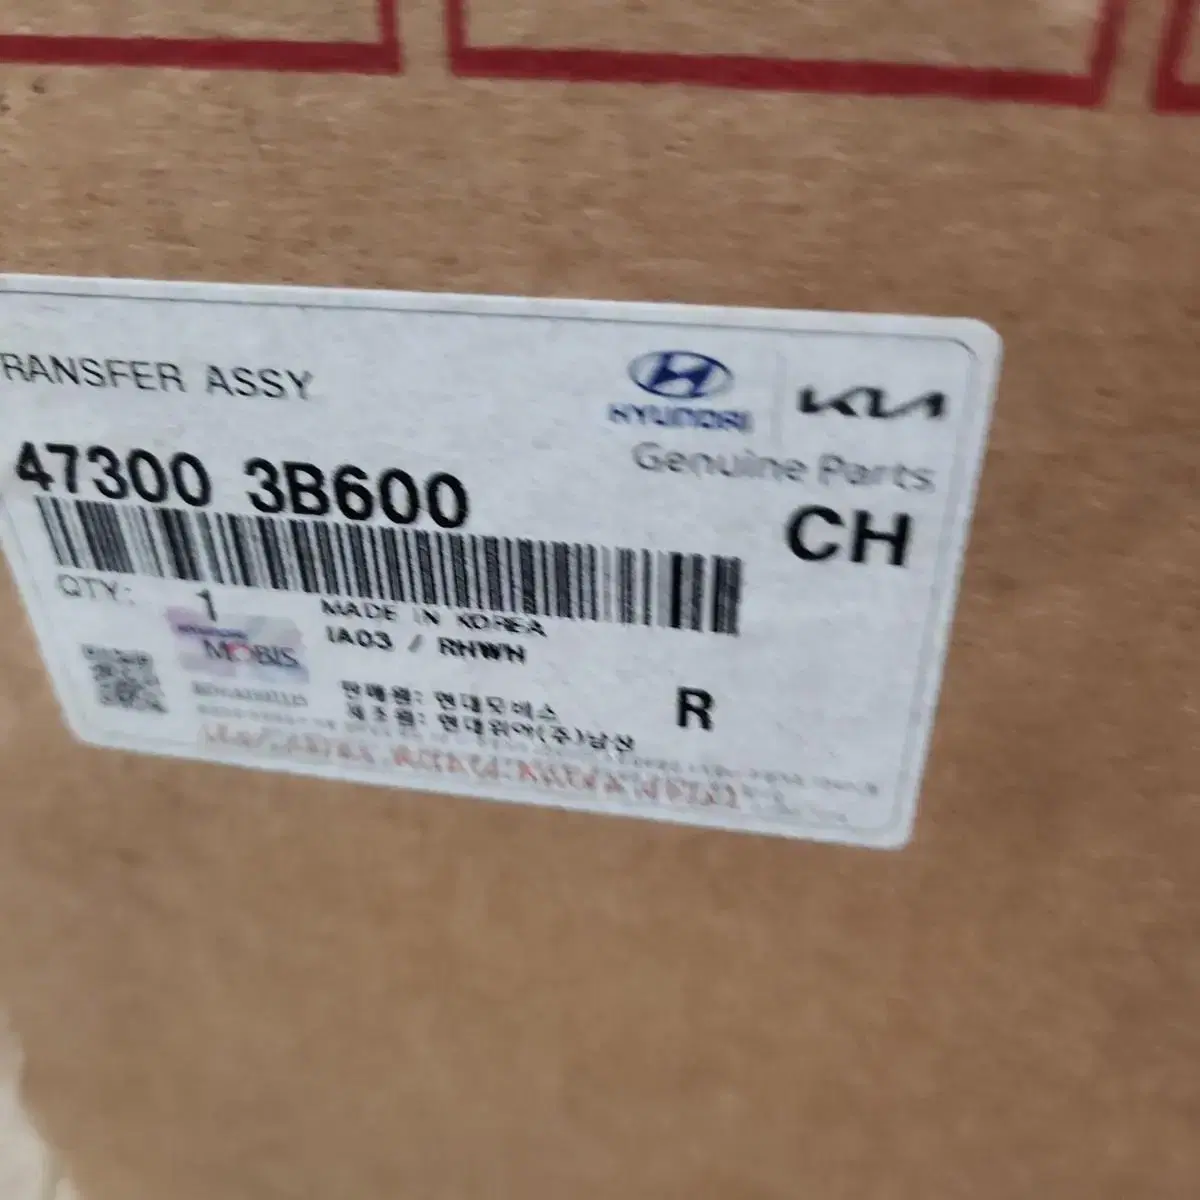 RANSFER ASSY
HYUNDAI
KIA
Genuine Parts
47300 3B600
CH
QTY: 1
MADE IN KOREA
IA03 / RHWH
MOBIS
판매원: 현대모비스
제조원: 현대위아(주)남산
R